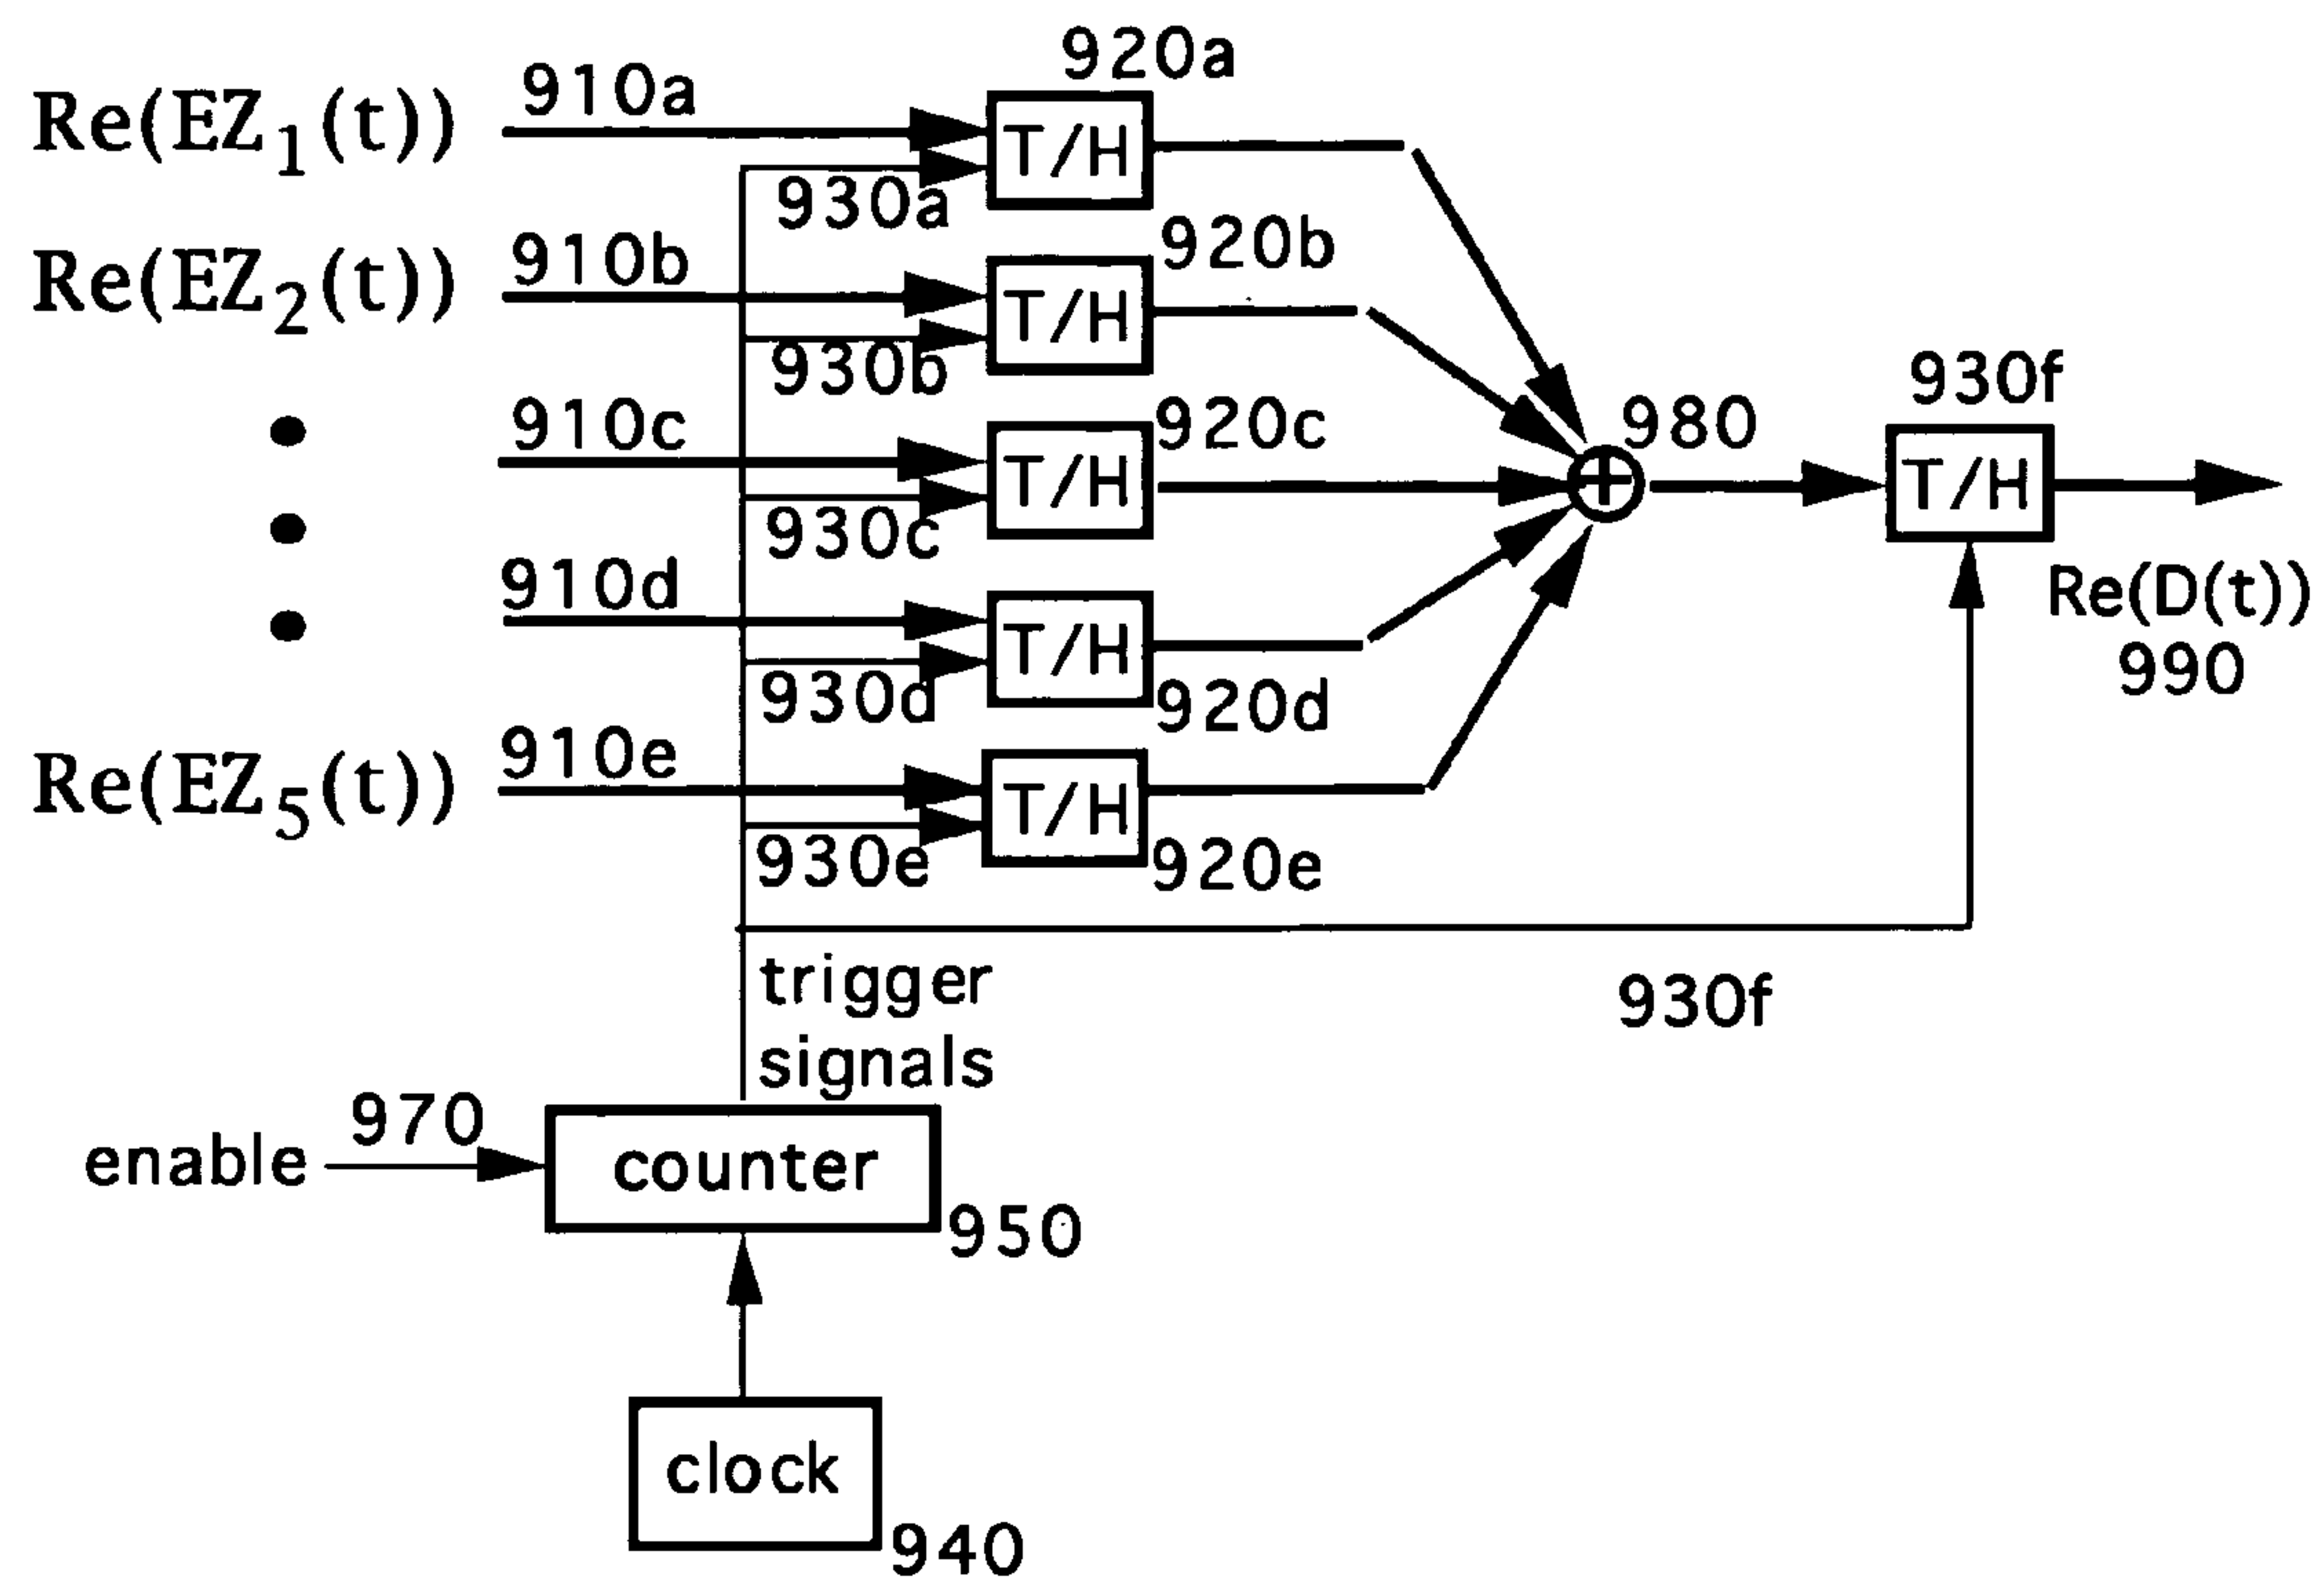 920a
Re(EZ1(t)) 910a T/H
930a
920b
Re(EZ2(t)) 910b T/H
930b
910c T/H 920c
930c
980
930f
T/H
Re(D(t))
990
910d T/H
930d 920d
Re(EZ5(t)) 910e T/H
930e 920e
trigger
signals
930f
enable 970 counter
950
clock
940